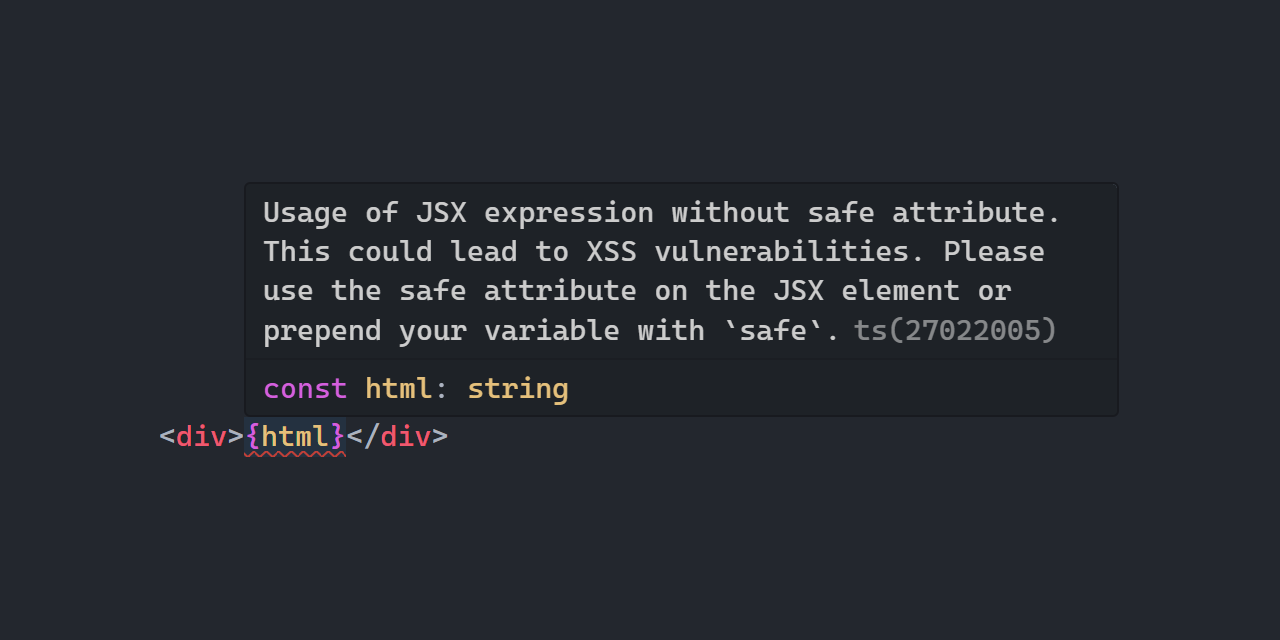 Usage of JSX expression without safe attribute.
This could lead to XSS vulnerabilities. Please
use the safe attribute on the JSX element or
prepend your variable with `safe`. ts(27022005)
const html: string
<div>{html}</div>